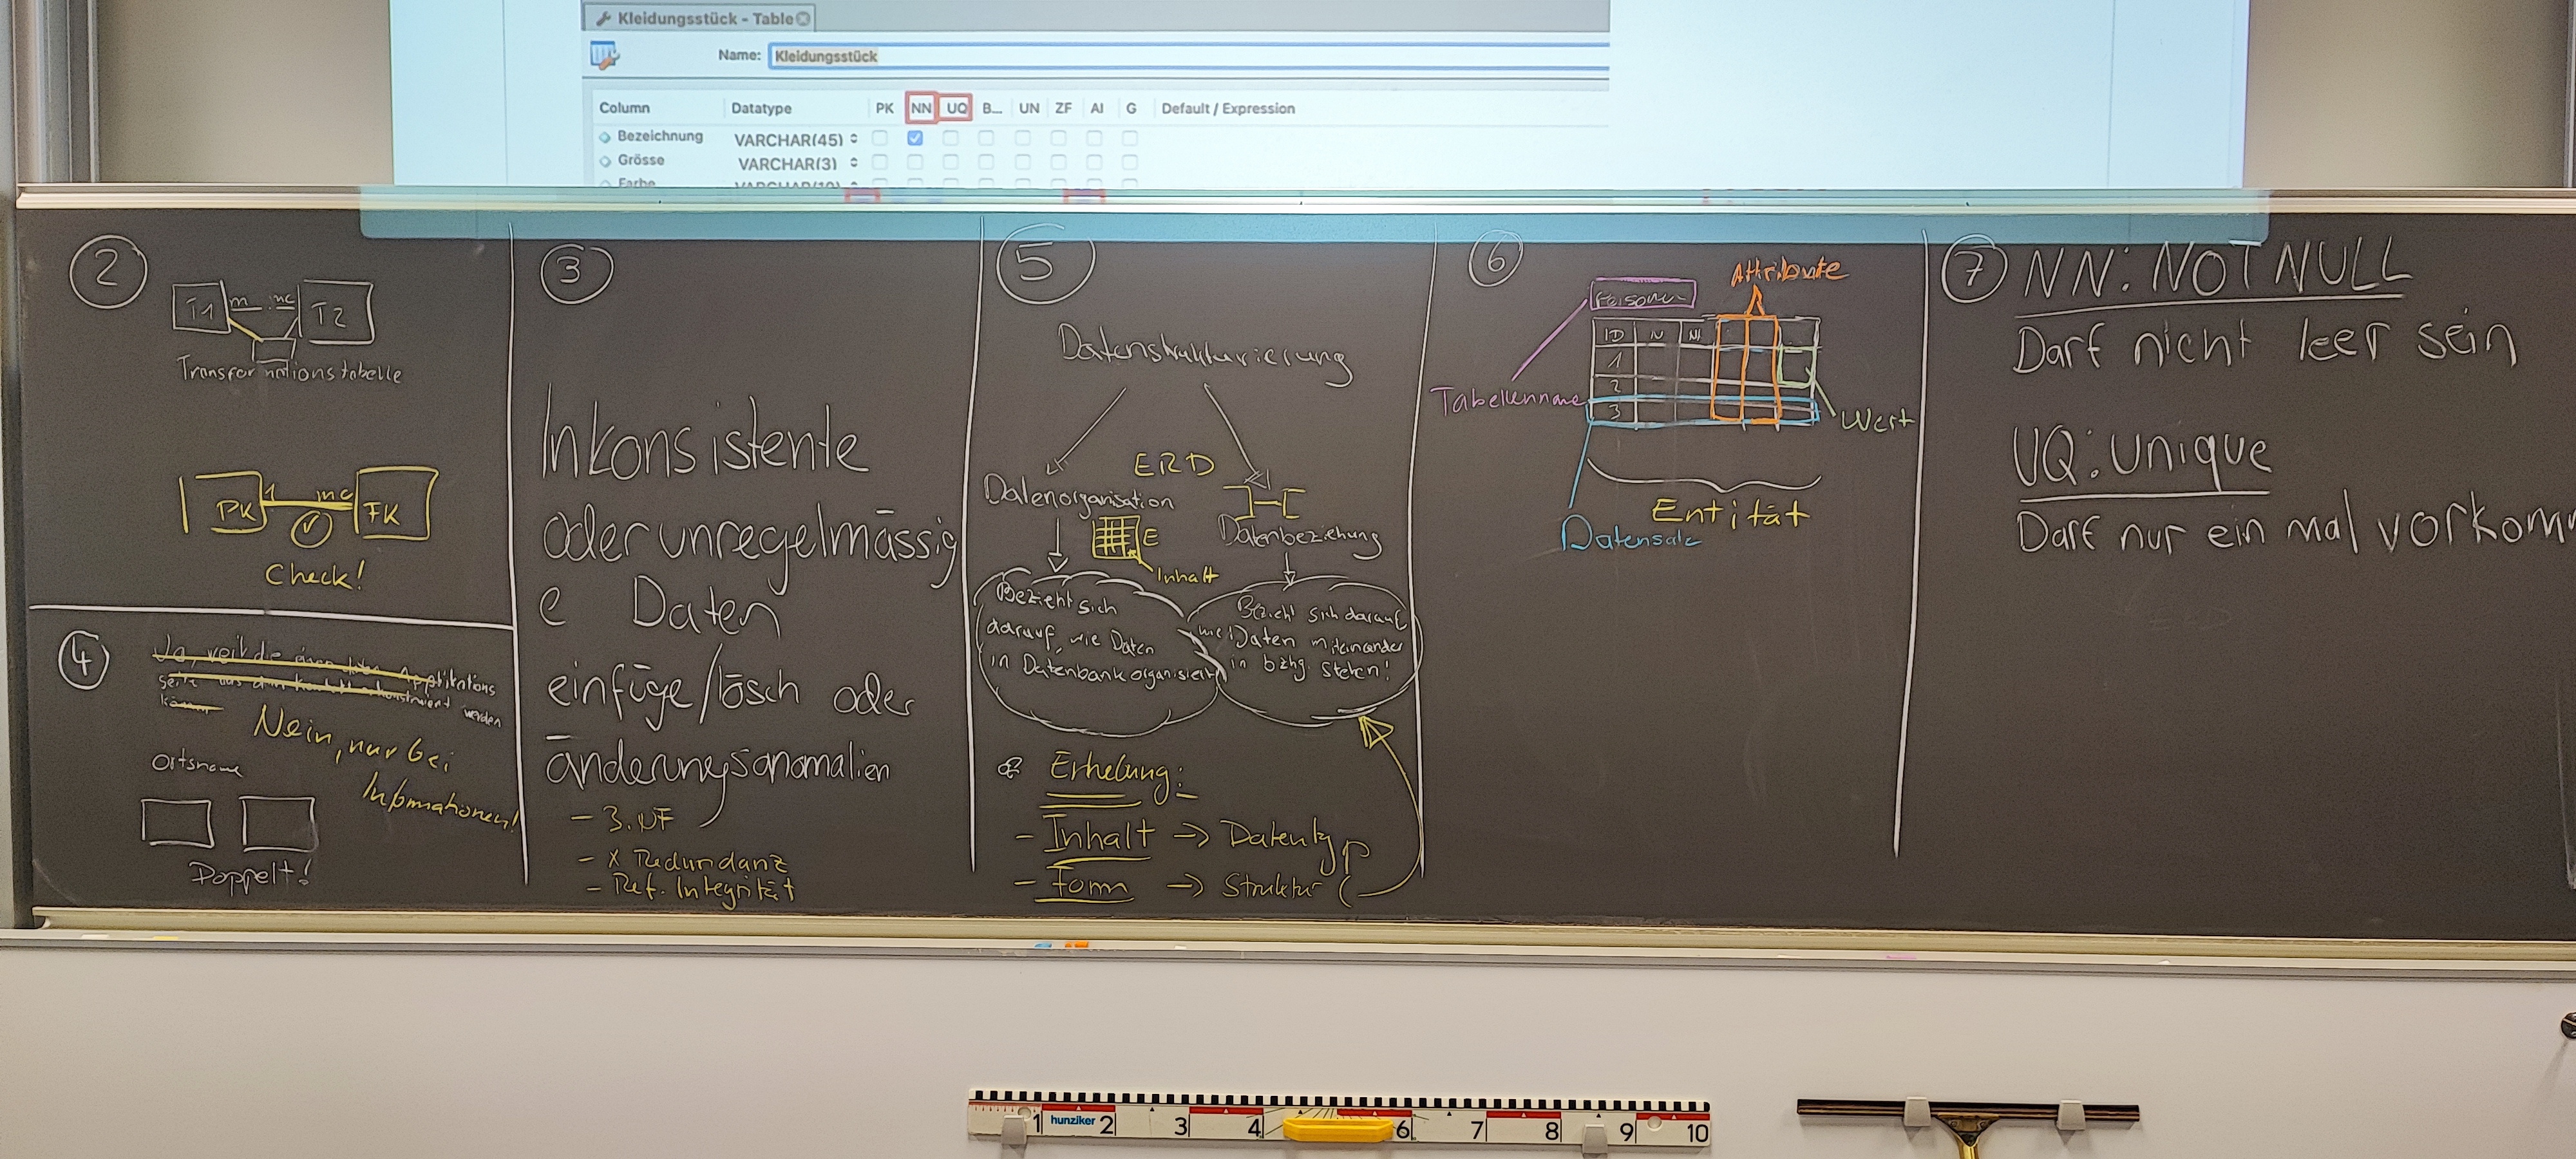 Kleidungsstück - Table
Name: Kleidungsstück
Column Datatype PK NN UQ B... UN ZF AI G Default / Expression
Bezeichnung VARCHAR(45)
Grösse VARCHAR(3)
Farbe VARCHAR(10)
2
T1 m mc T2
Transformationstabelle
PK 1 mc FK
Check!
3
Inkonsistente
oder unregelmässig
e Daten
einfüge/lösch oder
änderungsanomalien
- 3. NF
- x Redundanz
- Ref. Integrität
4
Ja, weil die Applikations
seite werden
Nein, nur bei
Informationen!
Ortsname
Doppelt!
5
Datenstrukturierung
ERD
Datenorganisation
Datenbeziehung
E
Inhalt
Bezieht sich
darauf, wie Daten
in Datenbank organisiert
Bezieht sich darauf
wie Daten miteinander
in bzhg. stehen!
Erhebung:
- Inhalt -> Datentyp
- Form -> Struktur
6
Attribute
Personen
ID N
1
2
3
Tabellenname
Wert
Entität
Datensatz
7
NN: NOT NULL
Darf nicht leer sein
UQ: Unique
Darf nur ein mal vorkomm
1 hunziker 2 3 4 6 7 8 9 10